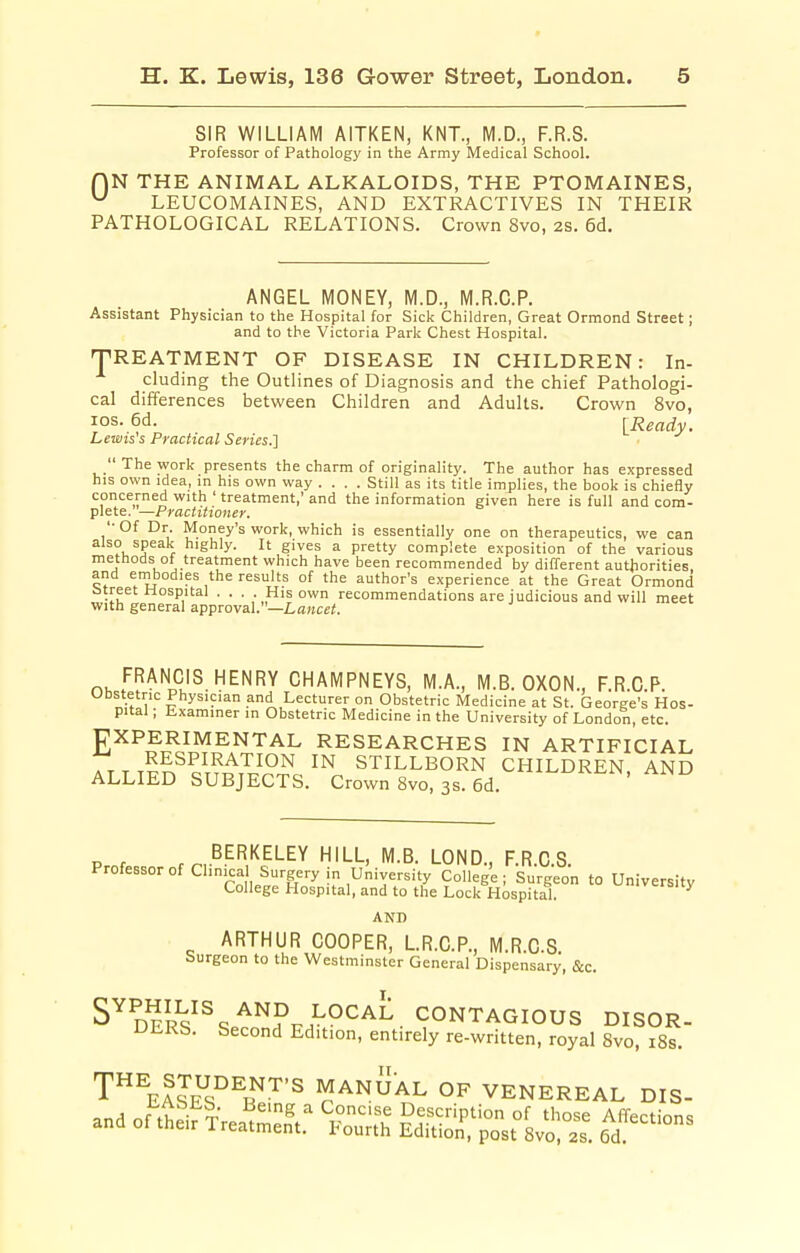 H. K. Lewis, 136 Gower Street, London. 5
SIR WILLIAM AITKEN, KNT., M.D., F.R.S.
Professor of Pathology in the Army Medical School.
ON THE ANIMAL ALKALOIDS, THE PTOMAINES,
LEUCOMAINES, AND EXTRACTIVES IN THEIR
PATHOLOGICAL RELATIONS. Crown 8vo, 2s. 6d.
ANGEL MONEY, M.D., M.R.C.P.
Assistant Physician to the Hospital for Sick Children, Great Ormond Street;
and to the Victoria Park Chest Hospital.
TREATMENT OF DISEASE IN CHILDREN: In-
cluding the Outlines of Diagnosis and the chief Pathologi-
cal differences between Children and Adults. Crown 8vo,
10s. 6d. [Ready.
Lewis's Practical Series.]
"The work presents the charm of originality. The author has expressed
his own idea, in his own way . . . . Still as its title implies, the book is chiefly
concerned with 'treatment,' and the information given here is full and com-
plete."—Practitioner.
"Of Dr. Money's work, which is essentially one on therapeutics, we can
also speak highly. It gives a pretty complete exposition of the various
methods of treatment which have been recommended by different authorities,
and embodies the results of the author's experience at the Great Ormond
Street Hospital . . . . His own recommendations are judicious and will meet
with general approval."—Lancet.
FRANCIS HENRY CHAMPNEYS, M.A., M.B. OXON., F.R.C.P.
Obstetric Physician and Lecturer on Obstetric Medicine at St. George's Hos-
pital; Examiner in Obstetric Medicine in the University of London, etc.
EXPERIMENTAL RESEARCHES IN ARTIFICIAL
RESPIRATION IN STILLBORN CHILDREN, AND
ALLIED SUBJECTS. Crown 8vo, 3s. 6d.
BERKELEY HILL, M.B. LOND., F.R.C.S.
Professor of Clinical Surgery in University College; Surgeon to University
College Hospital, and to the Lock Hospital.
AND
ARTHUR COOPER, L.R.C.P., M.R.C.S.
Surgeon to the Westminster General Dispensary, &c.
I.
SYPHILIS AND LOCAL CONTAGIOUS DISOR-
DERS. Second Edition, entirely re-written, royal 8vo, 18s.
II.
THE STUDENT'S MANUAL OF VENEREAL DIS-
EASES. Being a Concise Description of those Affections
and of their Treatment. Fourth Edition, post 8vo, 2s. 6d.